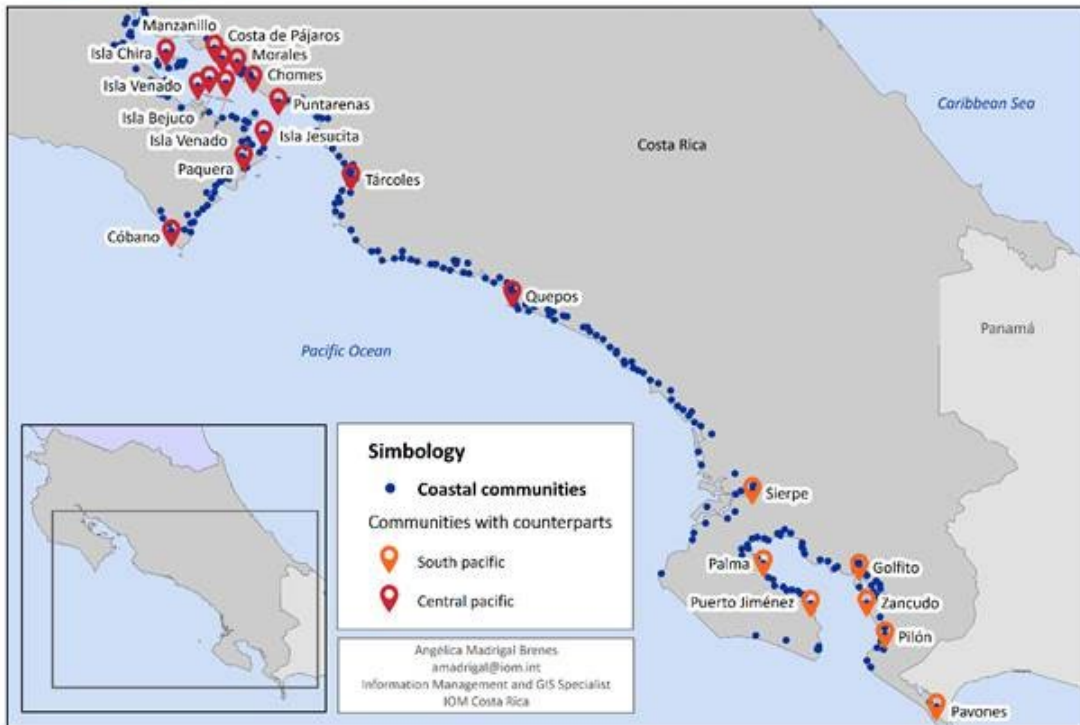 Manzanillo
Costa de Pájaros
Isla Chira
Morales
Chomes
Isla Venado
Puntarenas
Isla Bejuco
Isla Venado
Isla Jesucita
Paquera
Tárcoles
Cóbano
Quepos
Costa Rica
Caribbean Sea
Panamá
Pacific Ocean
Sierpe
Palma
Golfito
Puerto Jiménez
Zancudo
Pilón
Pavones
Simbology
Coastal communities
Communities with counterparts
South pacific
Central pacific
Angélica Madrigal Brenes
amadrigal@iom.int
Information Management and GIS Specialist
IOM Costa Rica